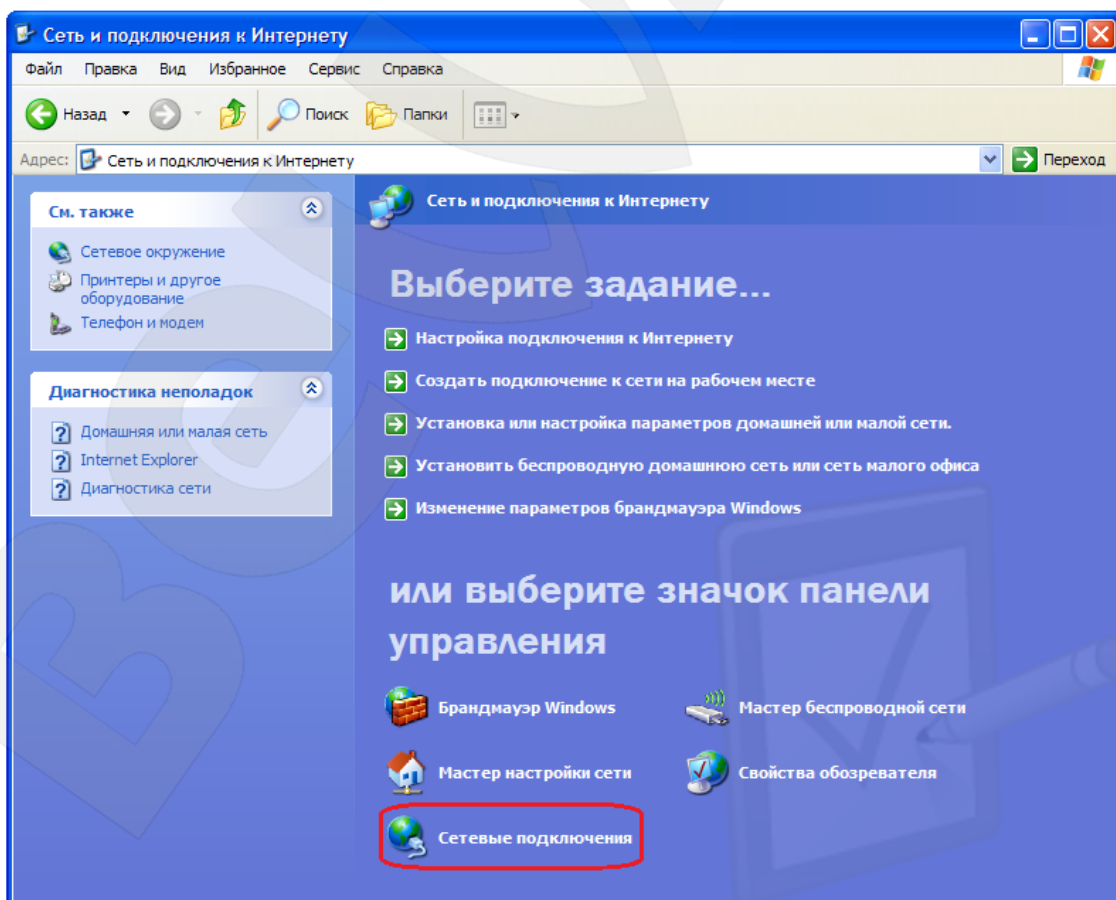 Сеть и подключения к Интернету
Файл Правка Вид Избранное Сервис Справка
Назад Поиск Папки
Адрес: Сеть и подключения к Интернету Переход
См. также
Сетевое окружение
Принтеры и другое
оборудование
Телефон и модем
Диагностика неполадок
Домашняя или малая сеть
Internet Explorer
Диагностика сети
Сеть и подключения к Интернету
Выберите задание...
Настройка подключения к Интернету
Создать подключение к сети на рабочем месте
Установка или настройка параметров домашней или малой сети.
Установить беспроводную домашнюю сеть или сеть малого офиса
Изменение параметров брандмауэра Windows
или выберите значок панели
управления
Брандмауэр Windows Мастер беспроводной сети
Мастер настройки сети Свойства обозревателя
Сетевые подключения